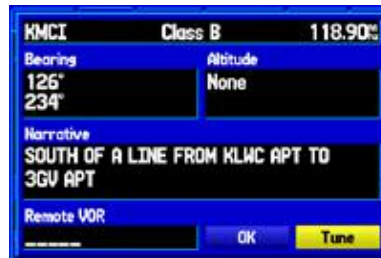 KMCI Class B 118.90
Bearing Altitude
126° None
234°
Narrative
SOUTH OF A LINE FROM KLWC APT TO
3GV APT
Remote VOR
_____
OK Tune